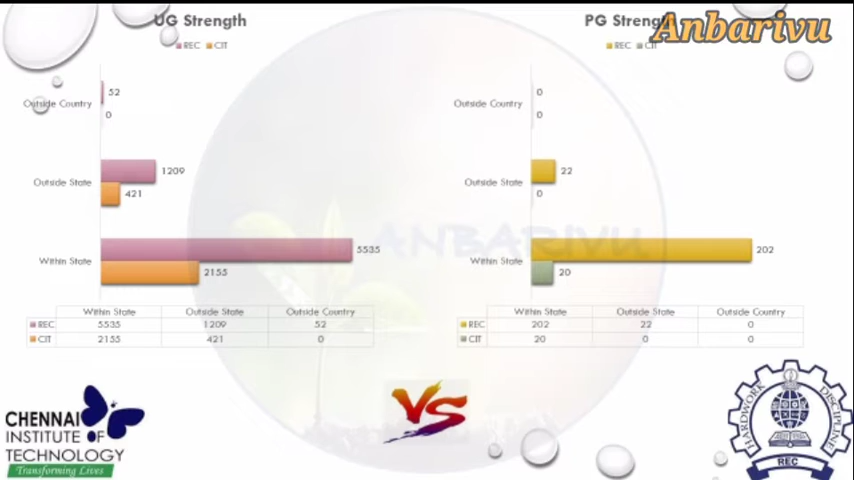 UG Strength
REC CIT
Outside Country
52
0
Outside State
1209
421
Within State
5535
2155
Within State Outside State Outside Country
REC 5535 1209 52
CIT 2155 421 0
PG Strength
Anbarivu
REC CIT
Outside Country
0
0
Outside State
22
0
Within State
202
20
Within State Outside State Outside Country
REC 202 22 0
CIT 20 0 0
ANBARIVU
CHENNAI
INSTITUTE OF
TECHNOLOGY
Transforming Lives
VS
HARDWORK DISCIPLINE
REC